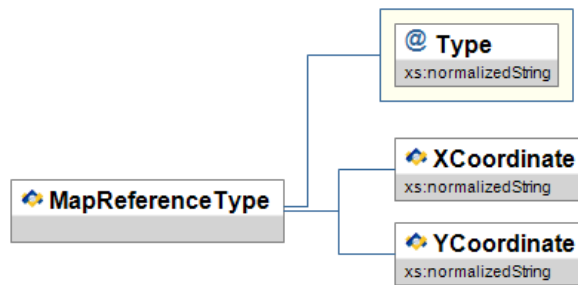 @ Type
xs:normalizedString
MapReferenceType
XCoordinate
xs:normalizedString
YCoordinate
xs:normalizedString